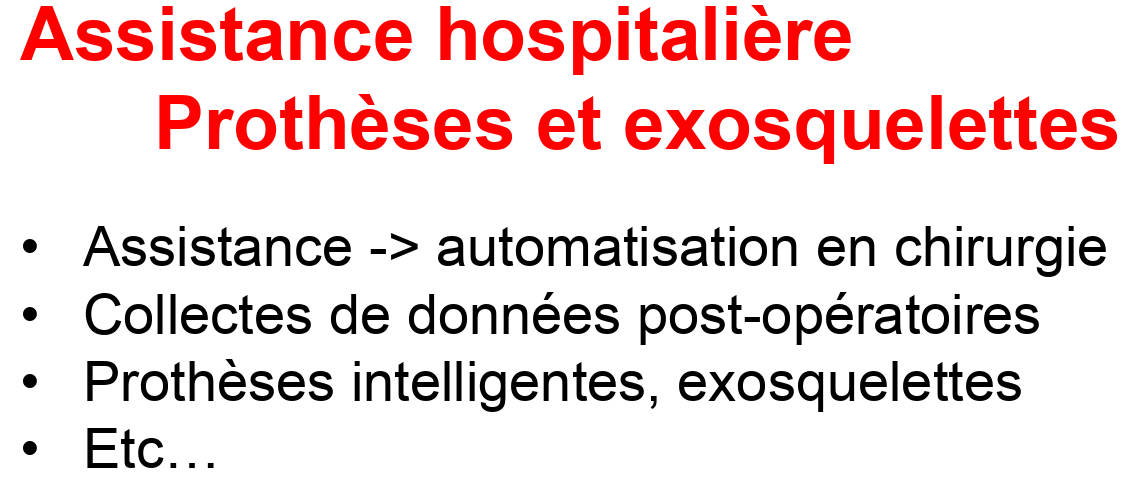 Assistance hospitalière
Prothèses et exosquelettes
• Assistance -> automatisation en chirurgie
• Collectes de données post-opératoires
• Prothèses intelligentes, exosquelettes
• Etc…